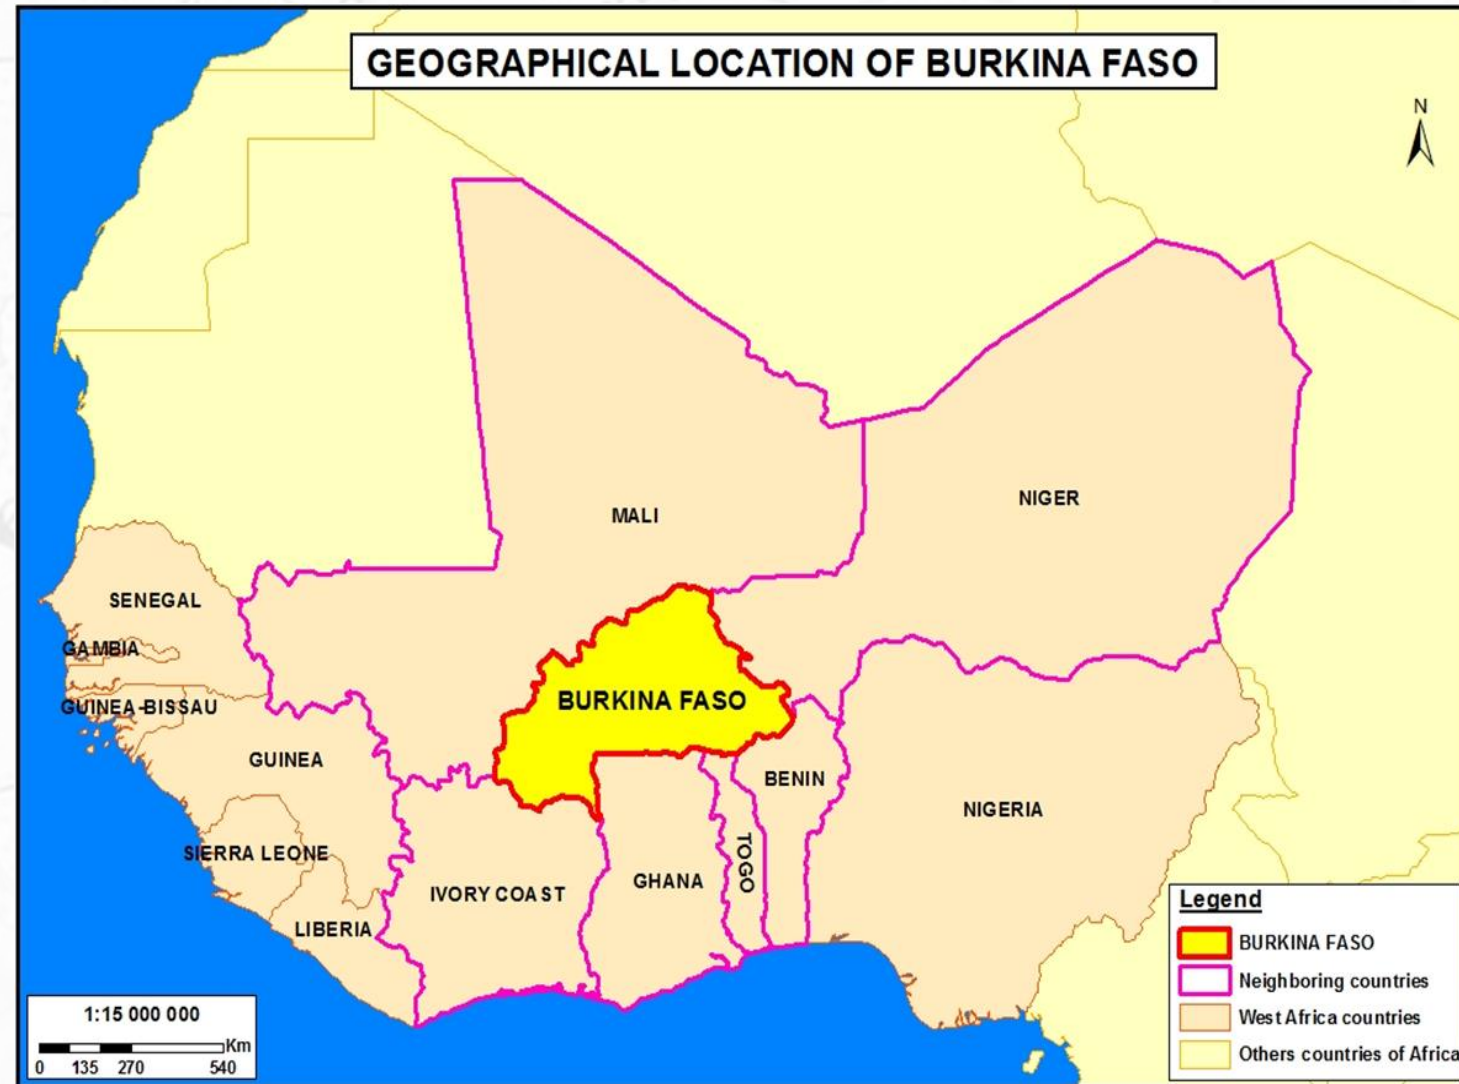 GEOGRAPHICAL LOCATION OF BURKINA FASO
N
MALI
NIGER
SENEGAL
GAMBIA
GUINEA-BISSAU
BURKINA FASO
GUINEA
BENIN
NIGERIA
SIERRA LEONE
TOGO
IVORY COAST
GHANA
LIBERIA
Legend
BURKINA FASO
Neighboring countries
West Africa countries
Others countries of Africa
1:15 000 000
Km
0 135 270 540